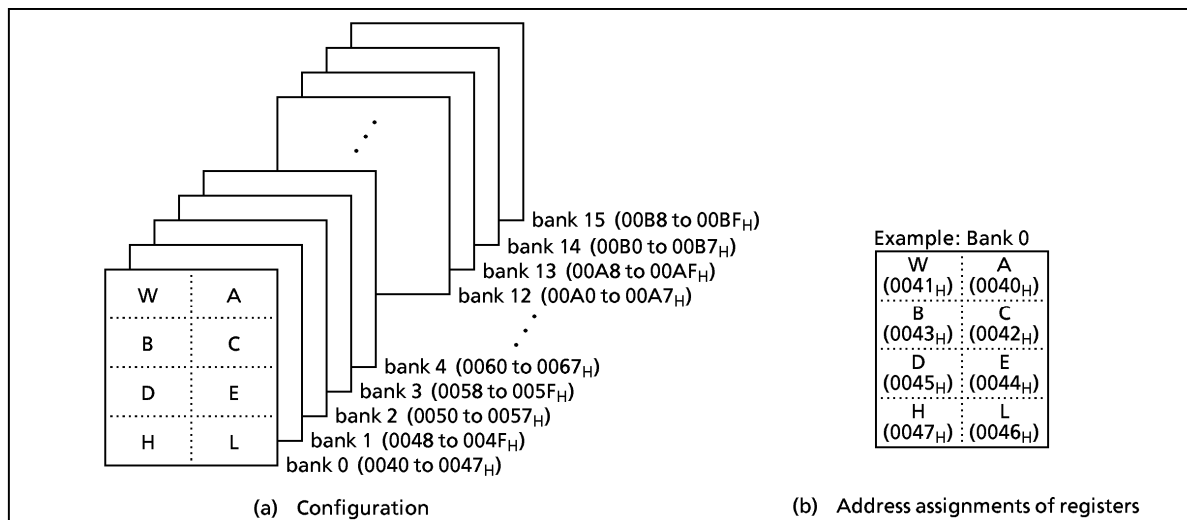 bank 15 (00B8 to 00BFH)
bank 14 (00B0 to 00B7H)
bank 13 (00A8 to 00AFH)
bank 12 (00A0 to 00A7H)
bank 4 (0060 to 0067H)
bank 3 (0058 to 005FH)
bank 2 (0050 to 0057H)
bank 1 (0048 to 004FH)
bank 0 (0040 to 0047H)
W A
B C
D E
H L
(a) Configuration
Example: Bank 0
W A
(0041H) (0040H)
B C
(0043H) (0042H)
D E
(0045H) (0044H)
H L
(0047H) (0046H)
(b) Address assignments of registers